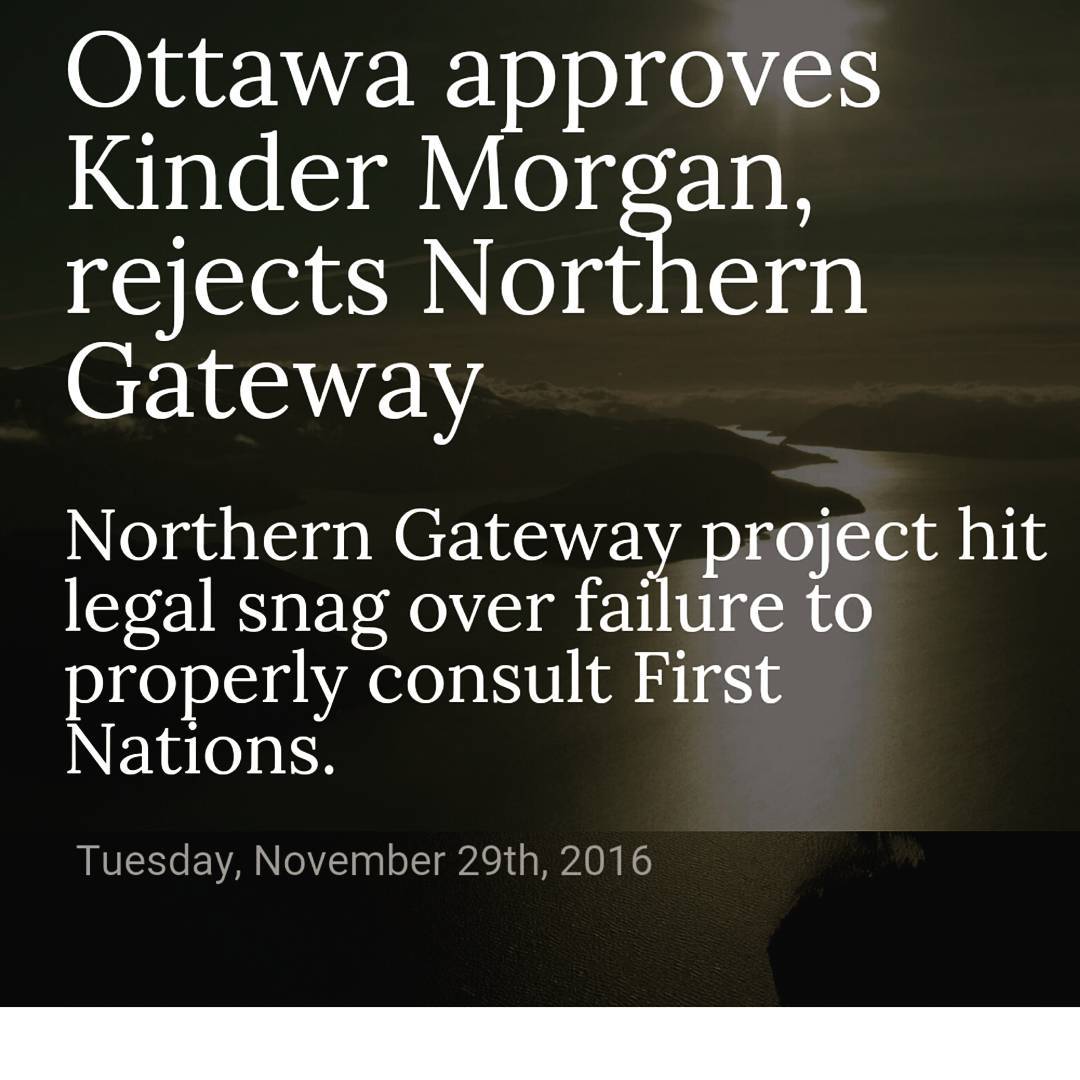 Ottawa approves
Kinder Morgan,
rejects Northern
Gateway
Northern Gateway project hit
legal snag over failure to
properly consult First
Nations.
Tuesday, November 29th, 2016